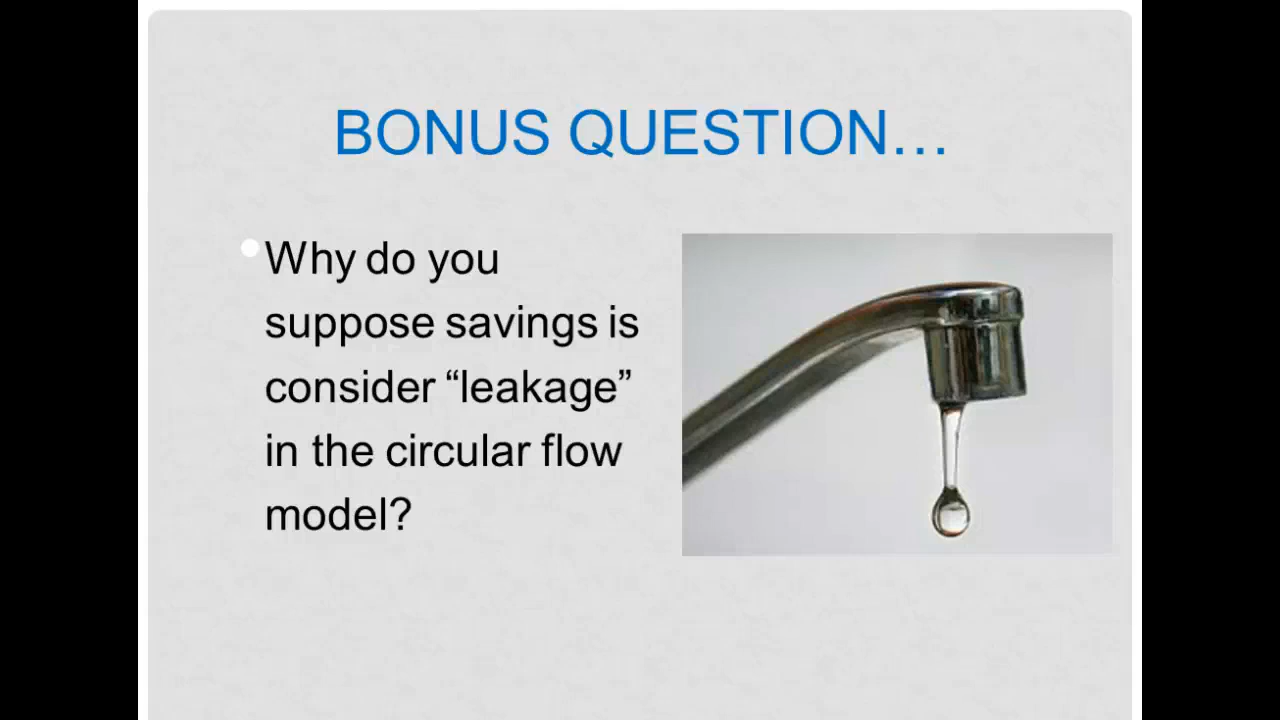 BONUS QUESTION…
Why do you
suppose savings is
consider “leakage”
in the circular flow
model?